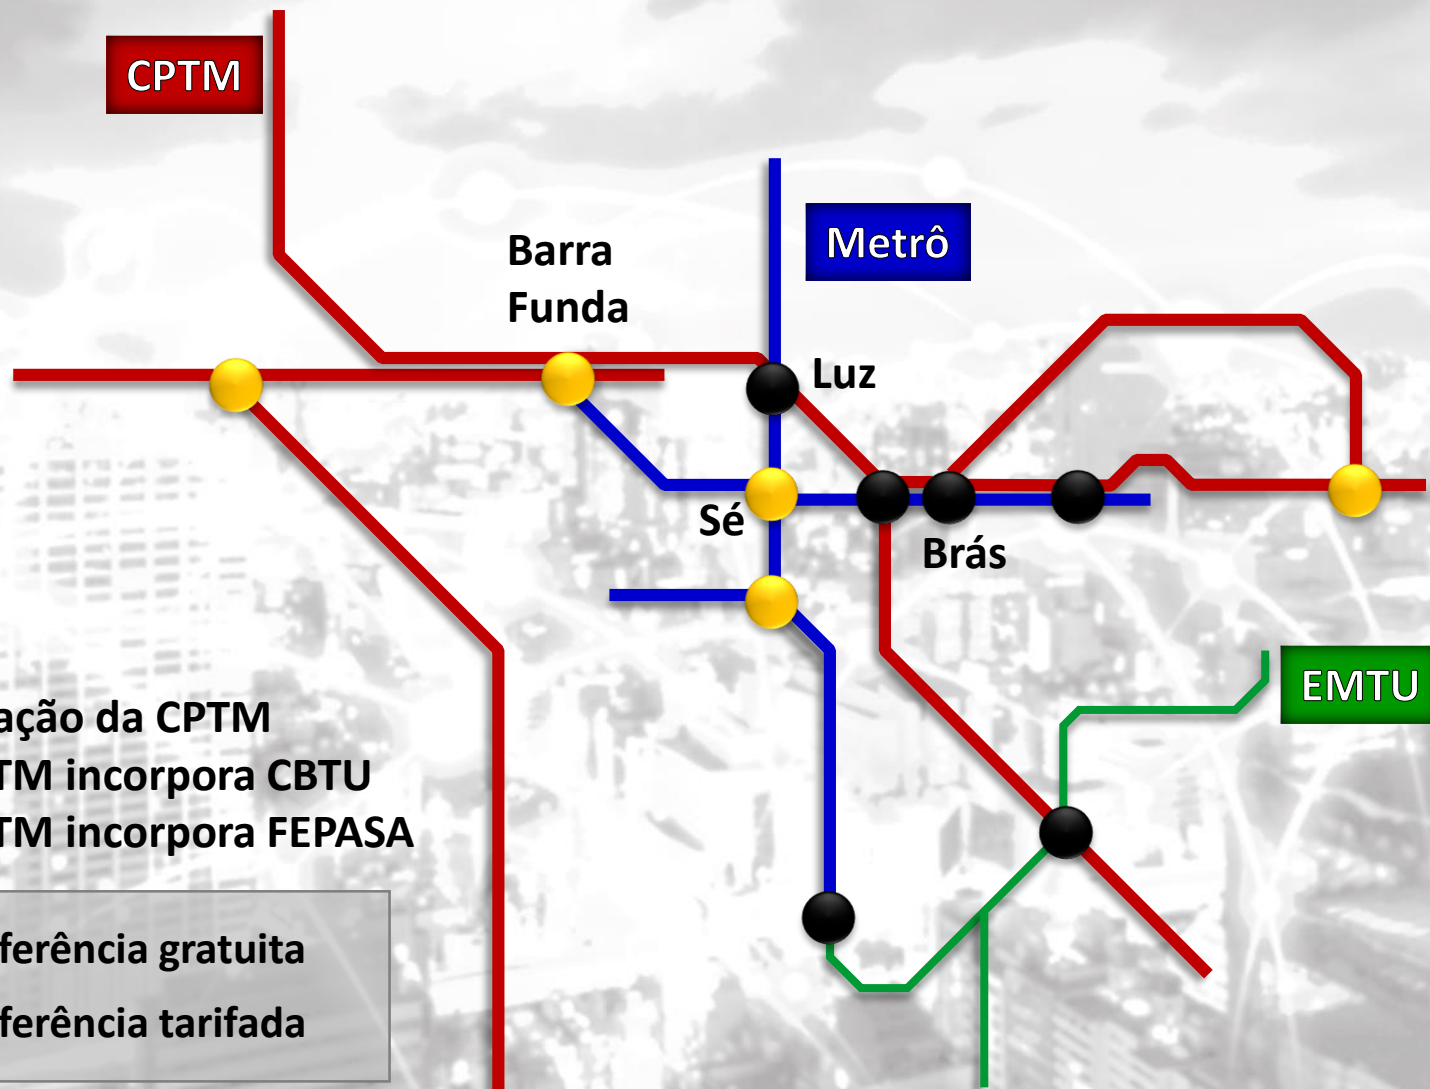 CPTM
Metrô
Barra
Funda
Luz
Sé
Brás
EMTU
ação da CPTM
TM incorpora CBTU
TM incorpora FEPASA
ferência gratuita
ferência tarifada